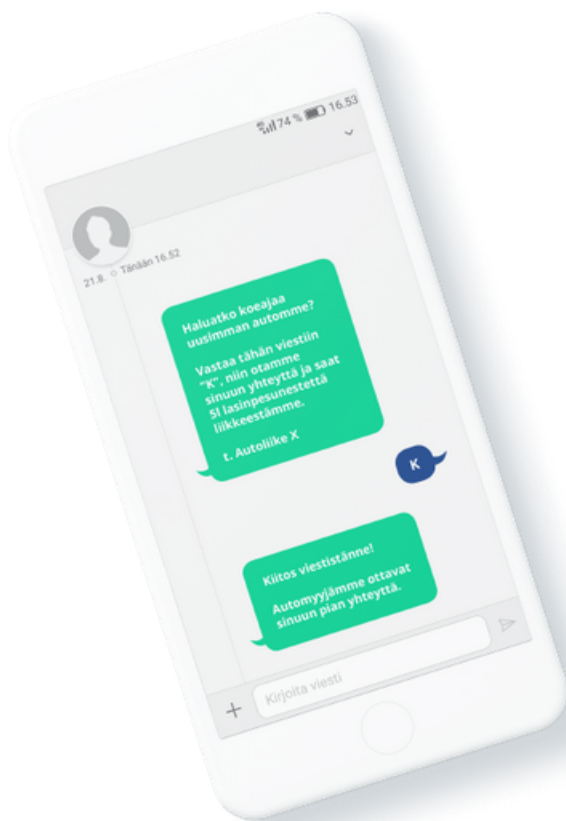 74 % 16.53
21.8. ○ Tänään 16.52
Haluatko koeajaa
uusimman automme?
Vastaa tähän viestiin
"K", niin otamme
sinuun yhteyttä ja saat
5l lasinpesunestettä
liikkeestämme.
t. Autoliike X
K
Kiitos viestistänne!
Automyyjämme ottavat
sinuun pian yhteyttä.
Kirjoita viesti